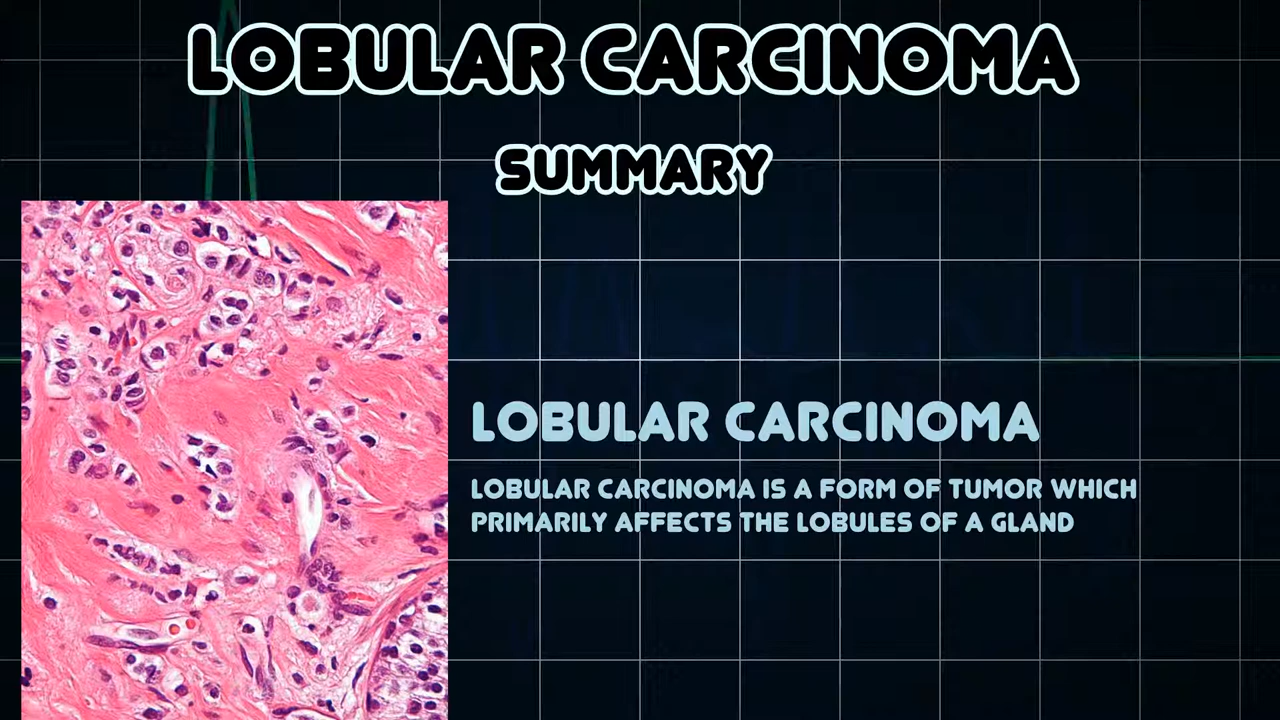 LOBULAR CARCINOMA
SUMMARY
LOBULAR CARCINOMA
LOBULAR CARCINOMA IS A FORM OF TUMOR WHICH
PRIMARILY AFFECTS THE LOBULES OF A GLAND